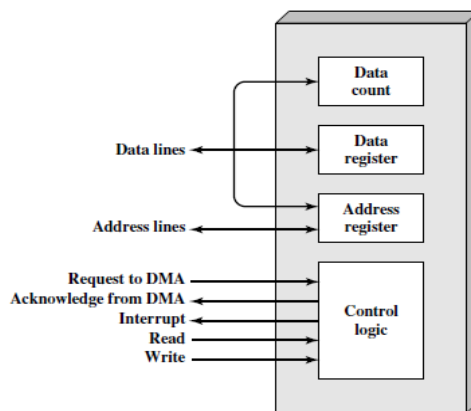 Data
count
Data lines
Data
register
Address lines
Address
register
Request to DMA
Acknowledge from DMA
Interrupt
Read
Write
Control
logic